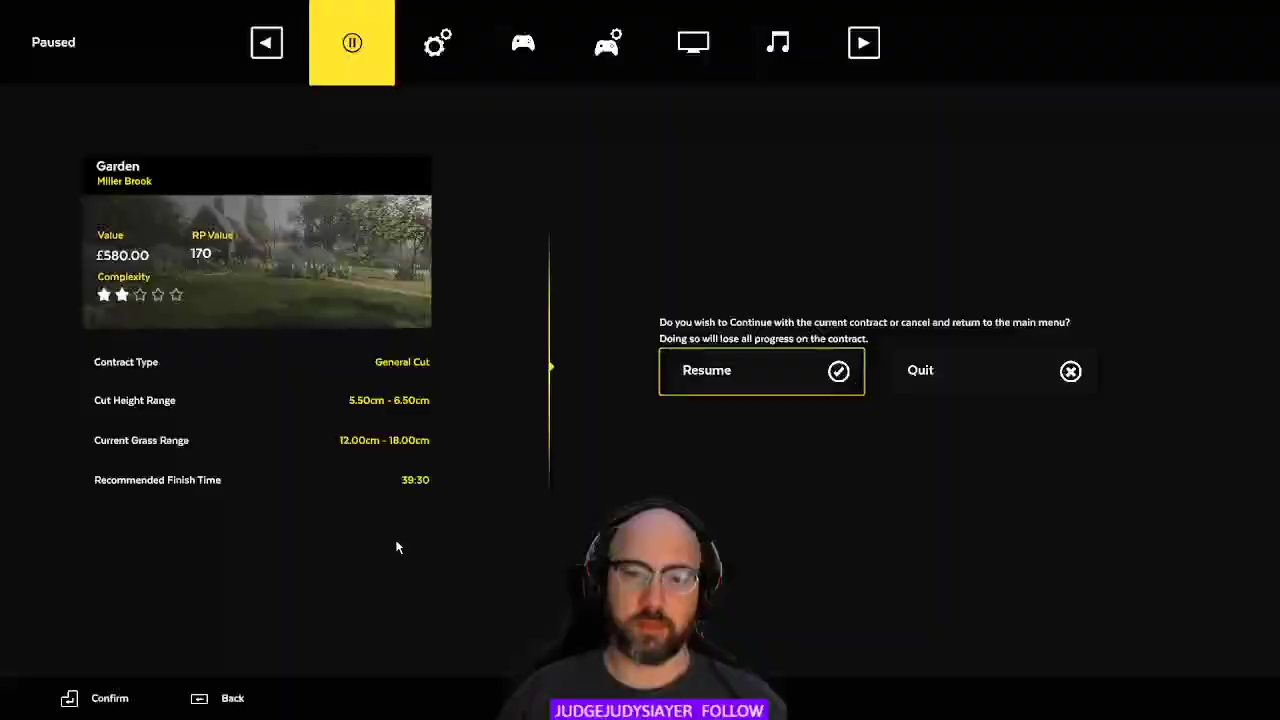 Paused
Garden
Miller Brook
Value
RP Value
£580.00
170
Complexity
Contract Type
General Cut
Cut Height Range
5.50cm - 6.50cm
Current Grass Range
12.00cm - 18.00cm
Recommended Finish Time
39:30
Do you wish to Continue with the current contract or cancel and return to the main menu?
Doing so will lose all progress on the contract.
Resume
Quit
Confirm
Back
JUDGEJUDYSlAYER FOLLOW